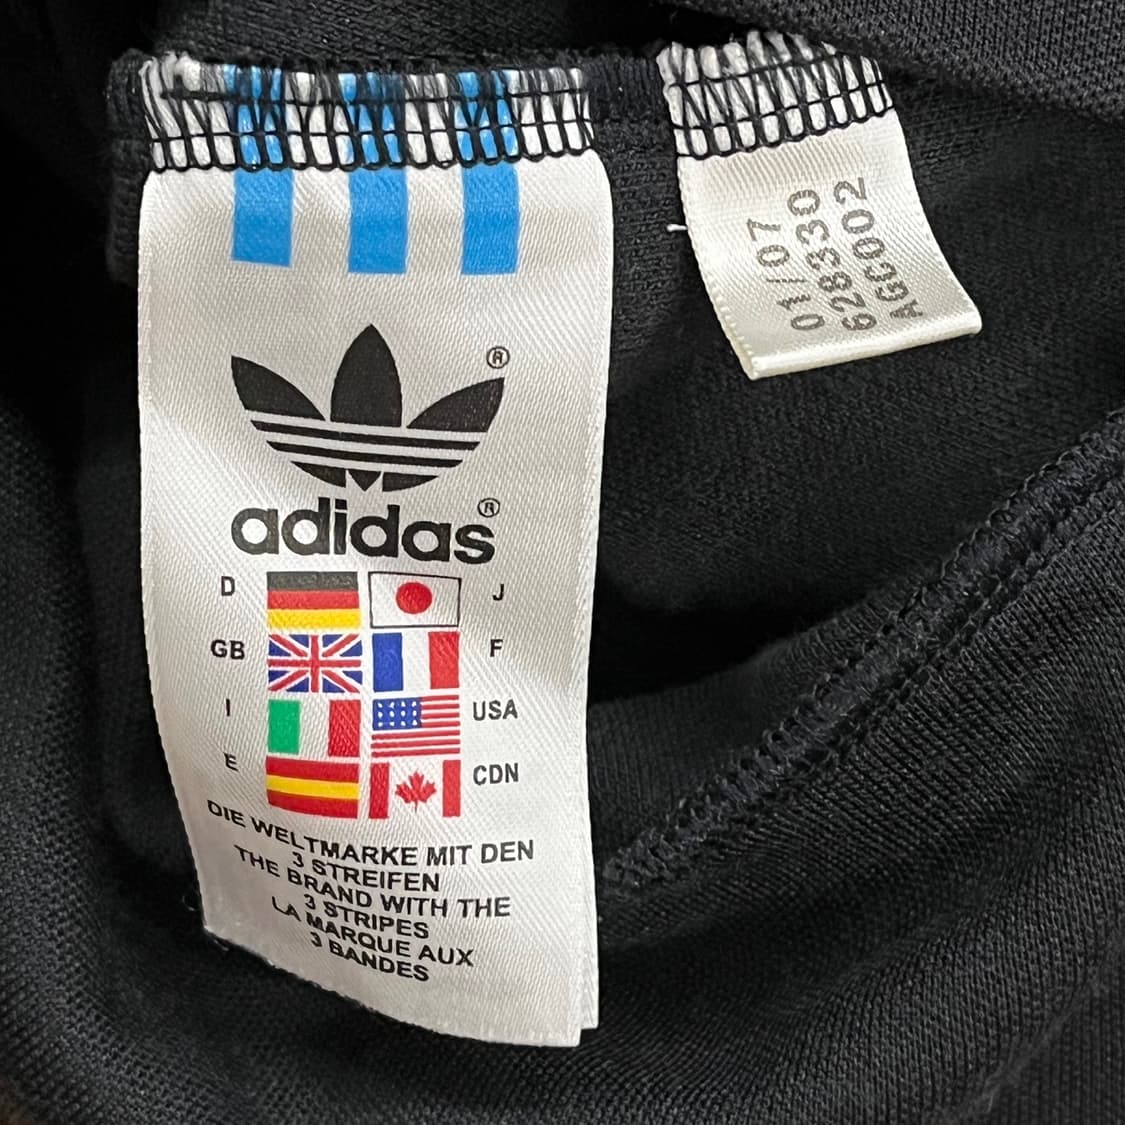 ®
adidas®
D J
GB F
I USA
E CDN
DIE WELTMARKE MIT DEN
3 STREIFEN
THE BRAND WITH THE
3 STRIPES
LA MARQUE AUX
3 BANDES
01/07
628330
AGC002